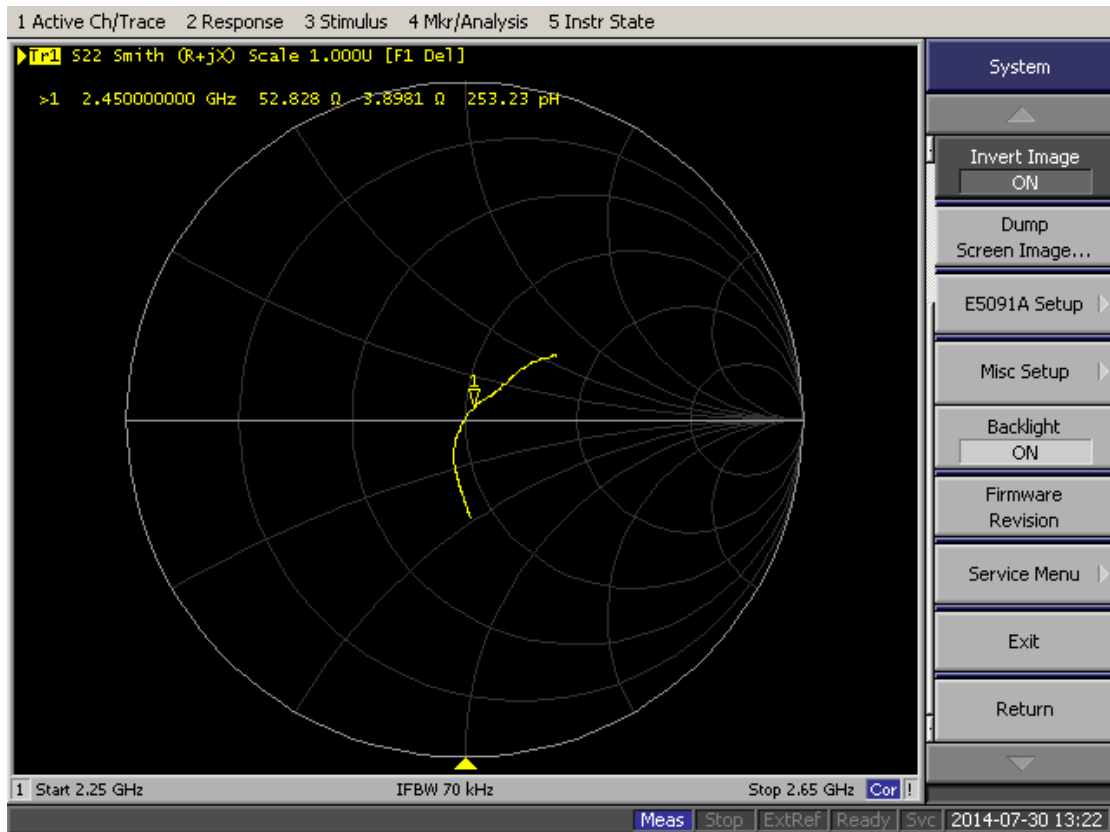 1 Active Ch/Trace 2 Response 3 Stimulus 4 Mkr/Analysis 5 Instr State
Tr1 S22 Smith (R+jX) Scale 1.000U [F1 Del]
>1 2.450000000 GHz 52.828 Ω 3.8981 Ω 253.23 pH
1
System
Invert Image
ON
Dump
Screen Image...
E5091A Setup
Misc Setup
Backlight
ON
Firmware
Revision
Service Menu
Exit
Return
1 Start 2.25 GHz IFBW 70 kHz Stop 2.65 GHz Cor !
Meas Stop ExtRef Ready Svc 2014-07-30 13:22